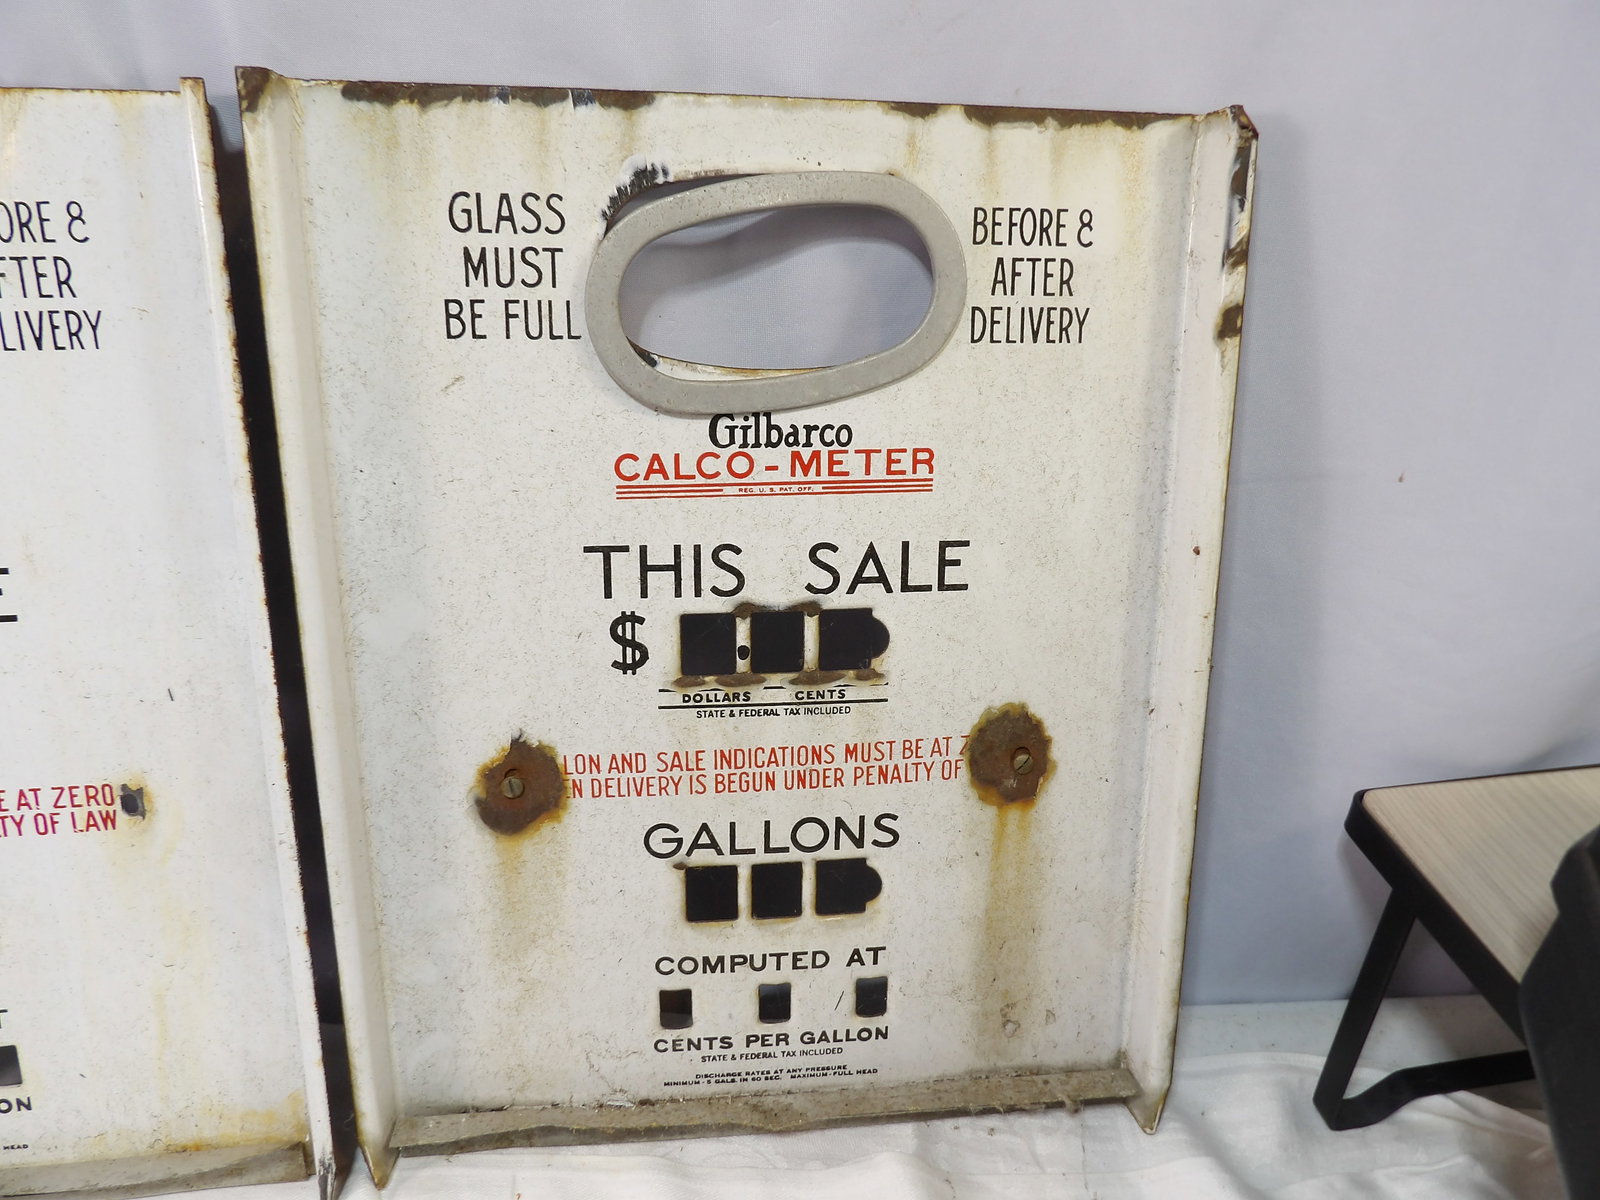 ORE &
FTER
LIVERY
E
E AT ZERO
TY OF LAW
T
ON
HEAD
GLASS
MUST
BE FULL
BEFORE &
AFTER
DELIVERY
Gilbarco
CALCO-METER
REG. U. S. PAT. OFF.
THIS SALE
$
DOLLARS CENTS
STATE & FEDERAL TAX INCLUDED
LON AND SALE INDICATIONS MUST BE AT Z
EN DELIVERY IS BEGUN UNDER PENALTY OF
GALLONS
COMPUTED AT
CENTS PER GALLON
STATE & FEDERAL TAX INCLUDED
DISCHARGE RATES AT ANY PRESSURE
MINIMUM - 5 GALS. IN 60 SEC. MAXIMUM - FULL HEAD